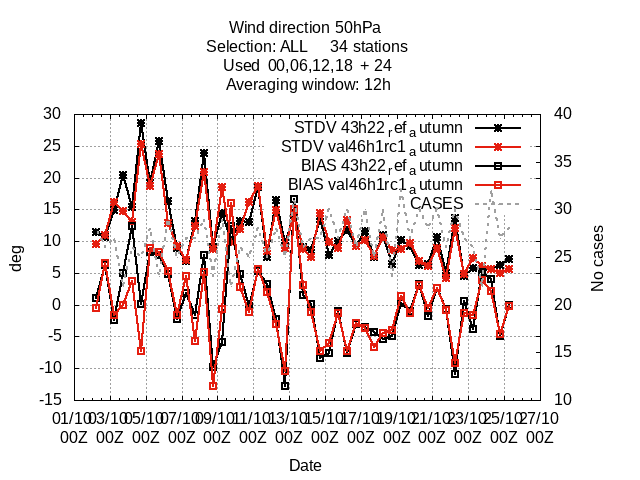 Wind direction 50hPa
Selection: ALL 34 stations
Used 00,06,12,18 + 24
Averaging window: 12h
STDV 43h22_ref_autumn
STDV val46h1rc1_autumn
BIAS 43h22_ref_autumn
BIAS val46h1rc1_autumn
CASES
30
25
20
15
10
5
0
-5
-10
-15
deg
40
35
30
25
20
15
10
No cases
01/10 03/10 05/10 07/10 09/10 11/10 13/10 15/10 17/10 19/10 21/10 23/10 25/10 27/10
00Z 00Z 00Z 00Z 00Z 00Z 00Z 00Z 00Z 00Z 00Z 00Z 00Z 00Z
Date